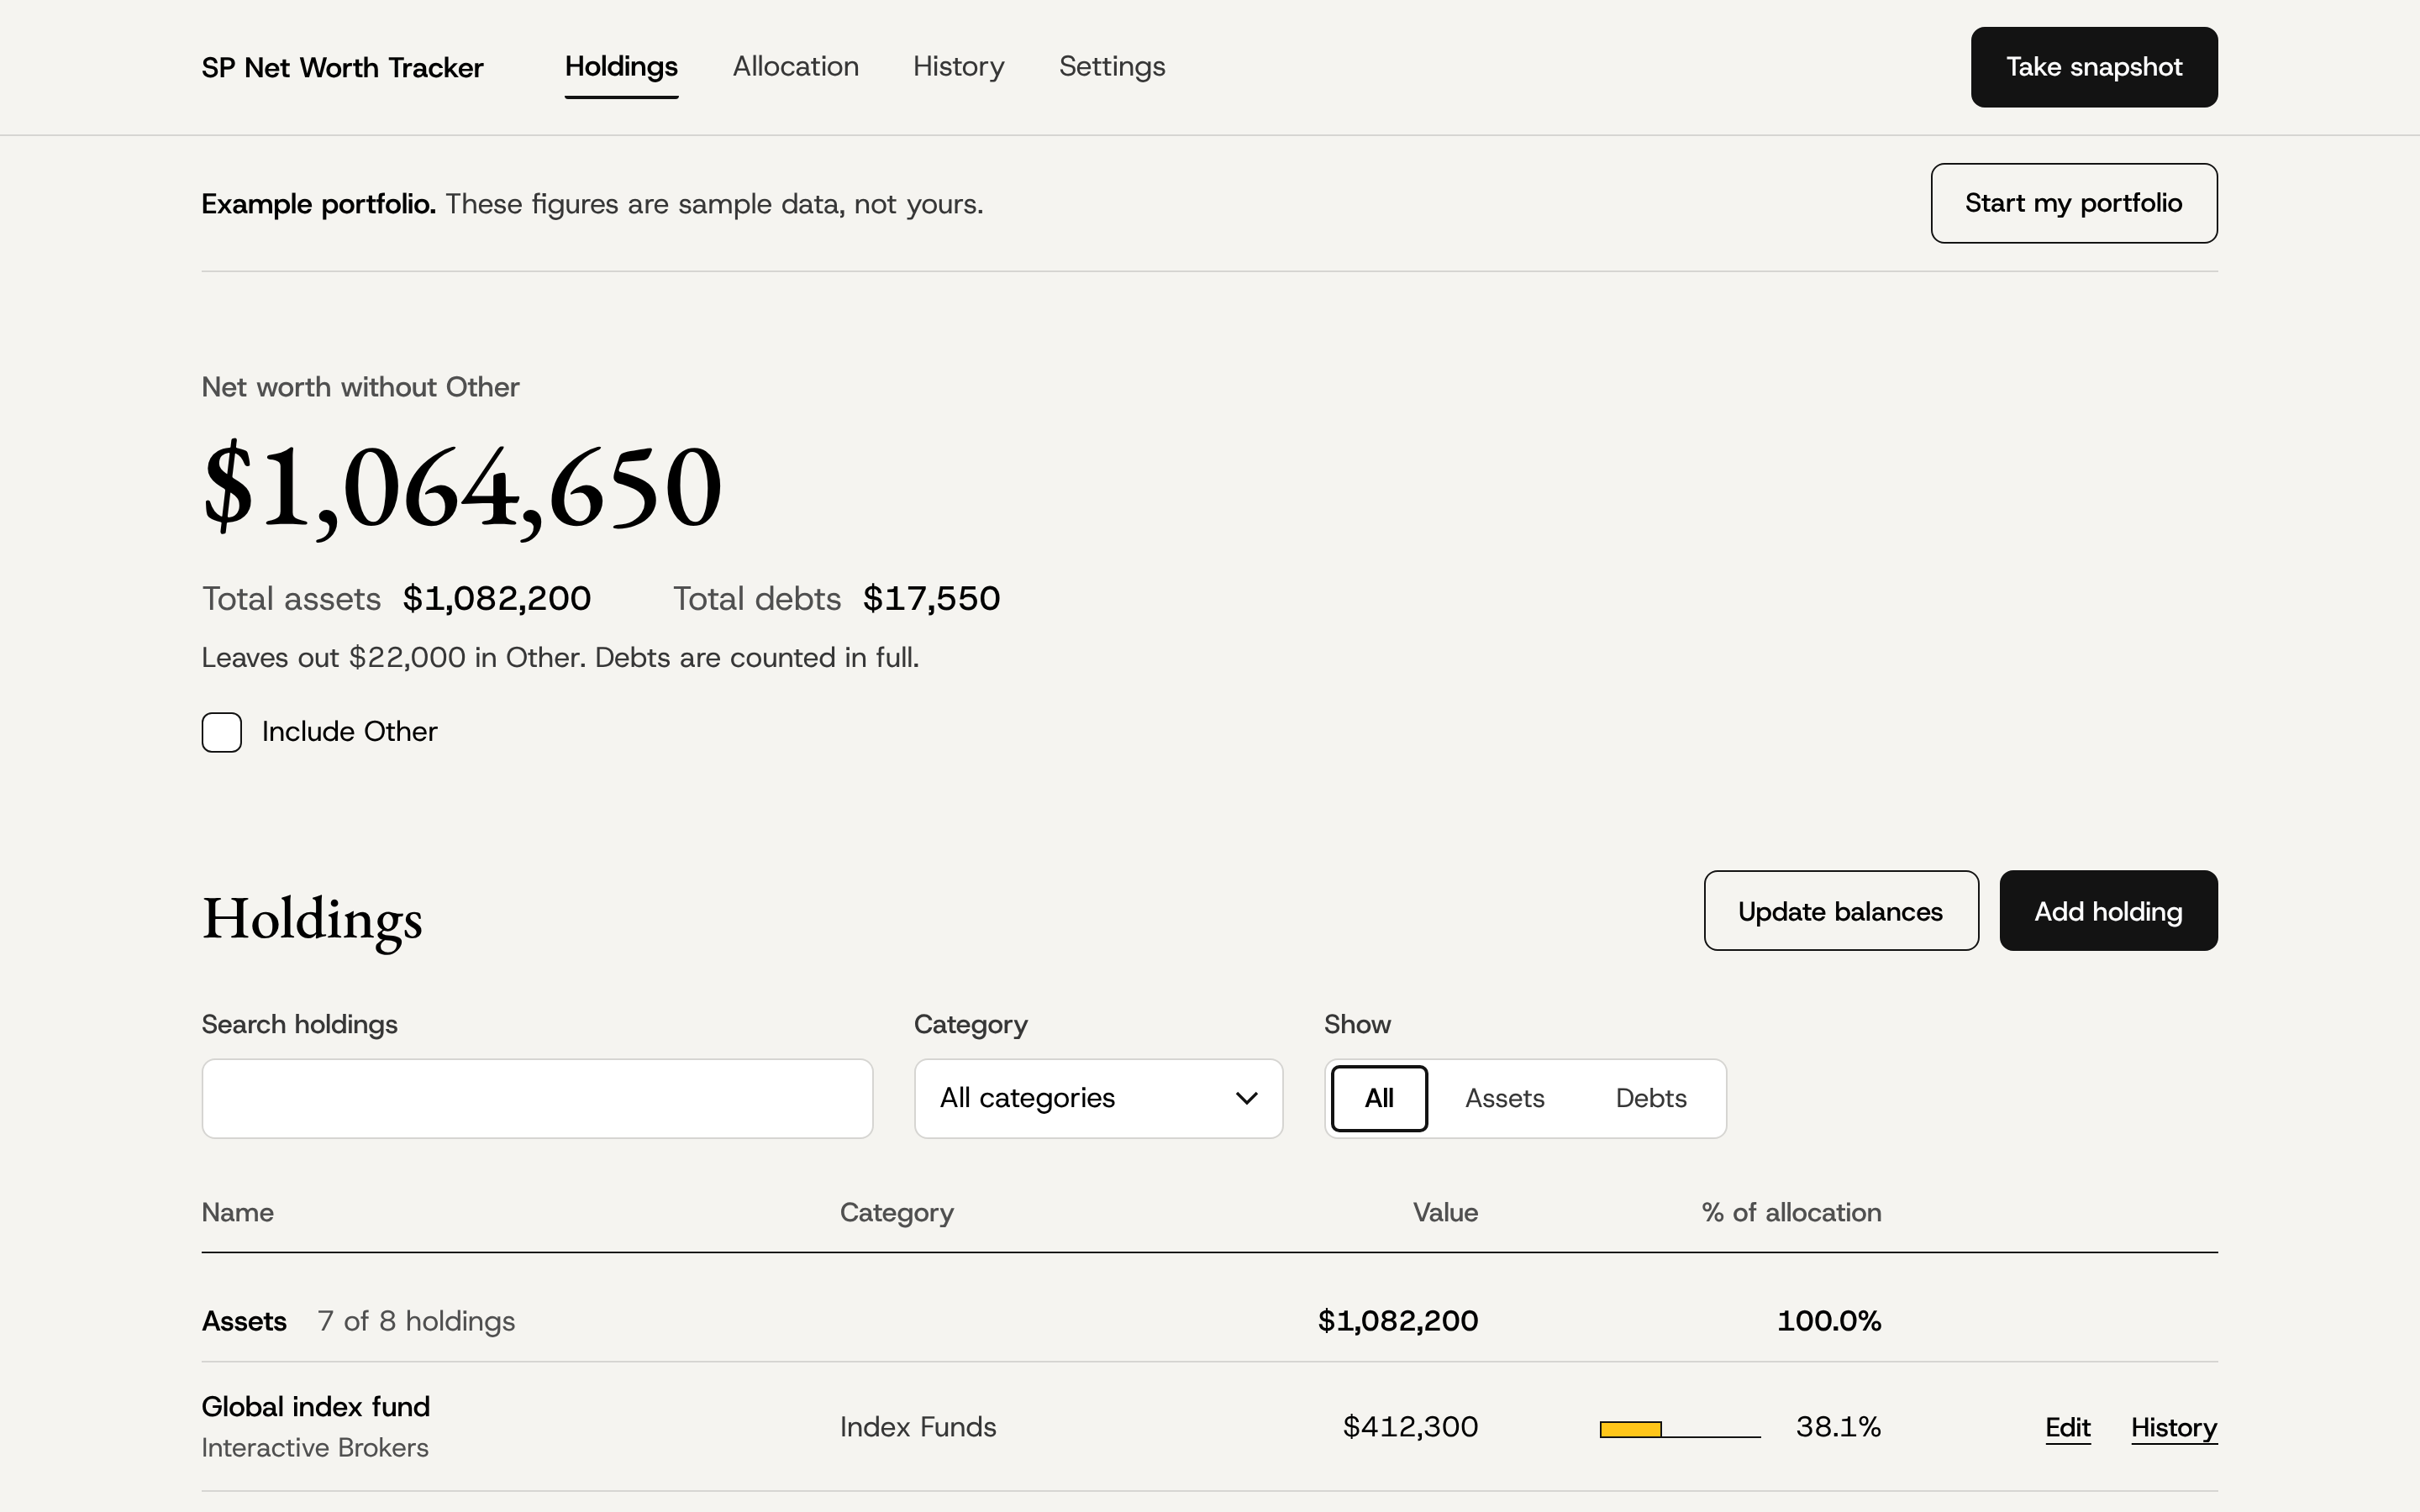 SP Net Worth Tracker Holdings Allocation History Settings Take snapshot
Example portfolio. These figures are sample data, not yours. Start my portfolio
Net worth without Other
$1,064,650
Total assets $1,082,200 Total debts $17,550
Leaves out $22,000 in Other. Debts are counted in full.
Include Other
Holdings Update balances Add holding
Search holdings Category Show
All categories All Assets Debts
Name Category Value % of allocation
Assets 7 of 8 holdings $1,082,200 100.0%
Global index fund
Index Funds $412,300 38.1% Edit History
Interactive Brokers